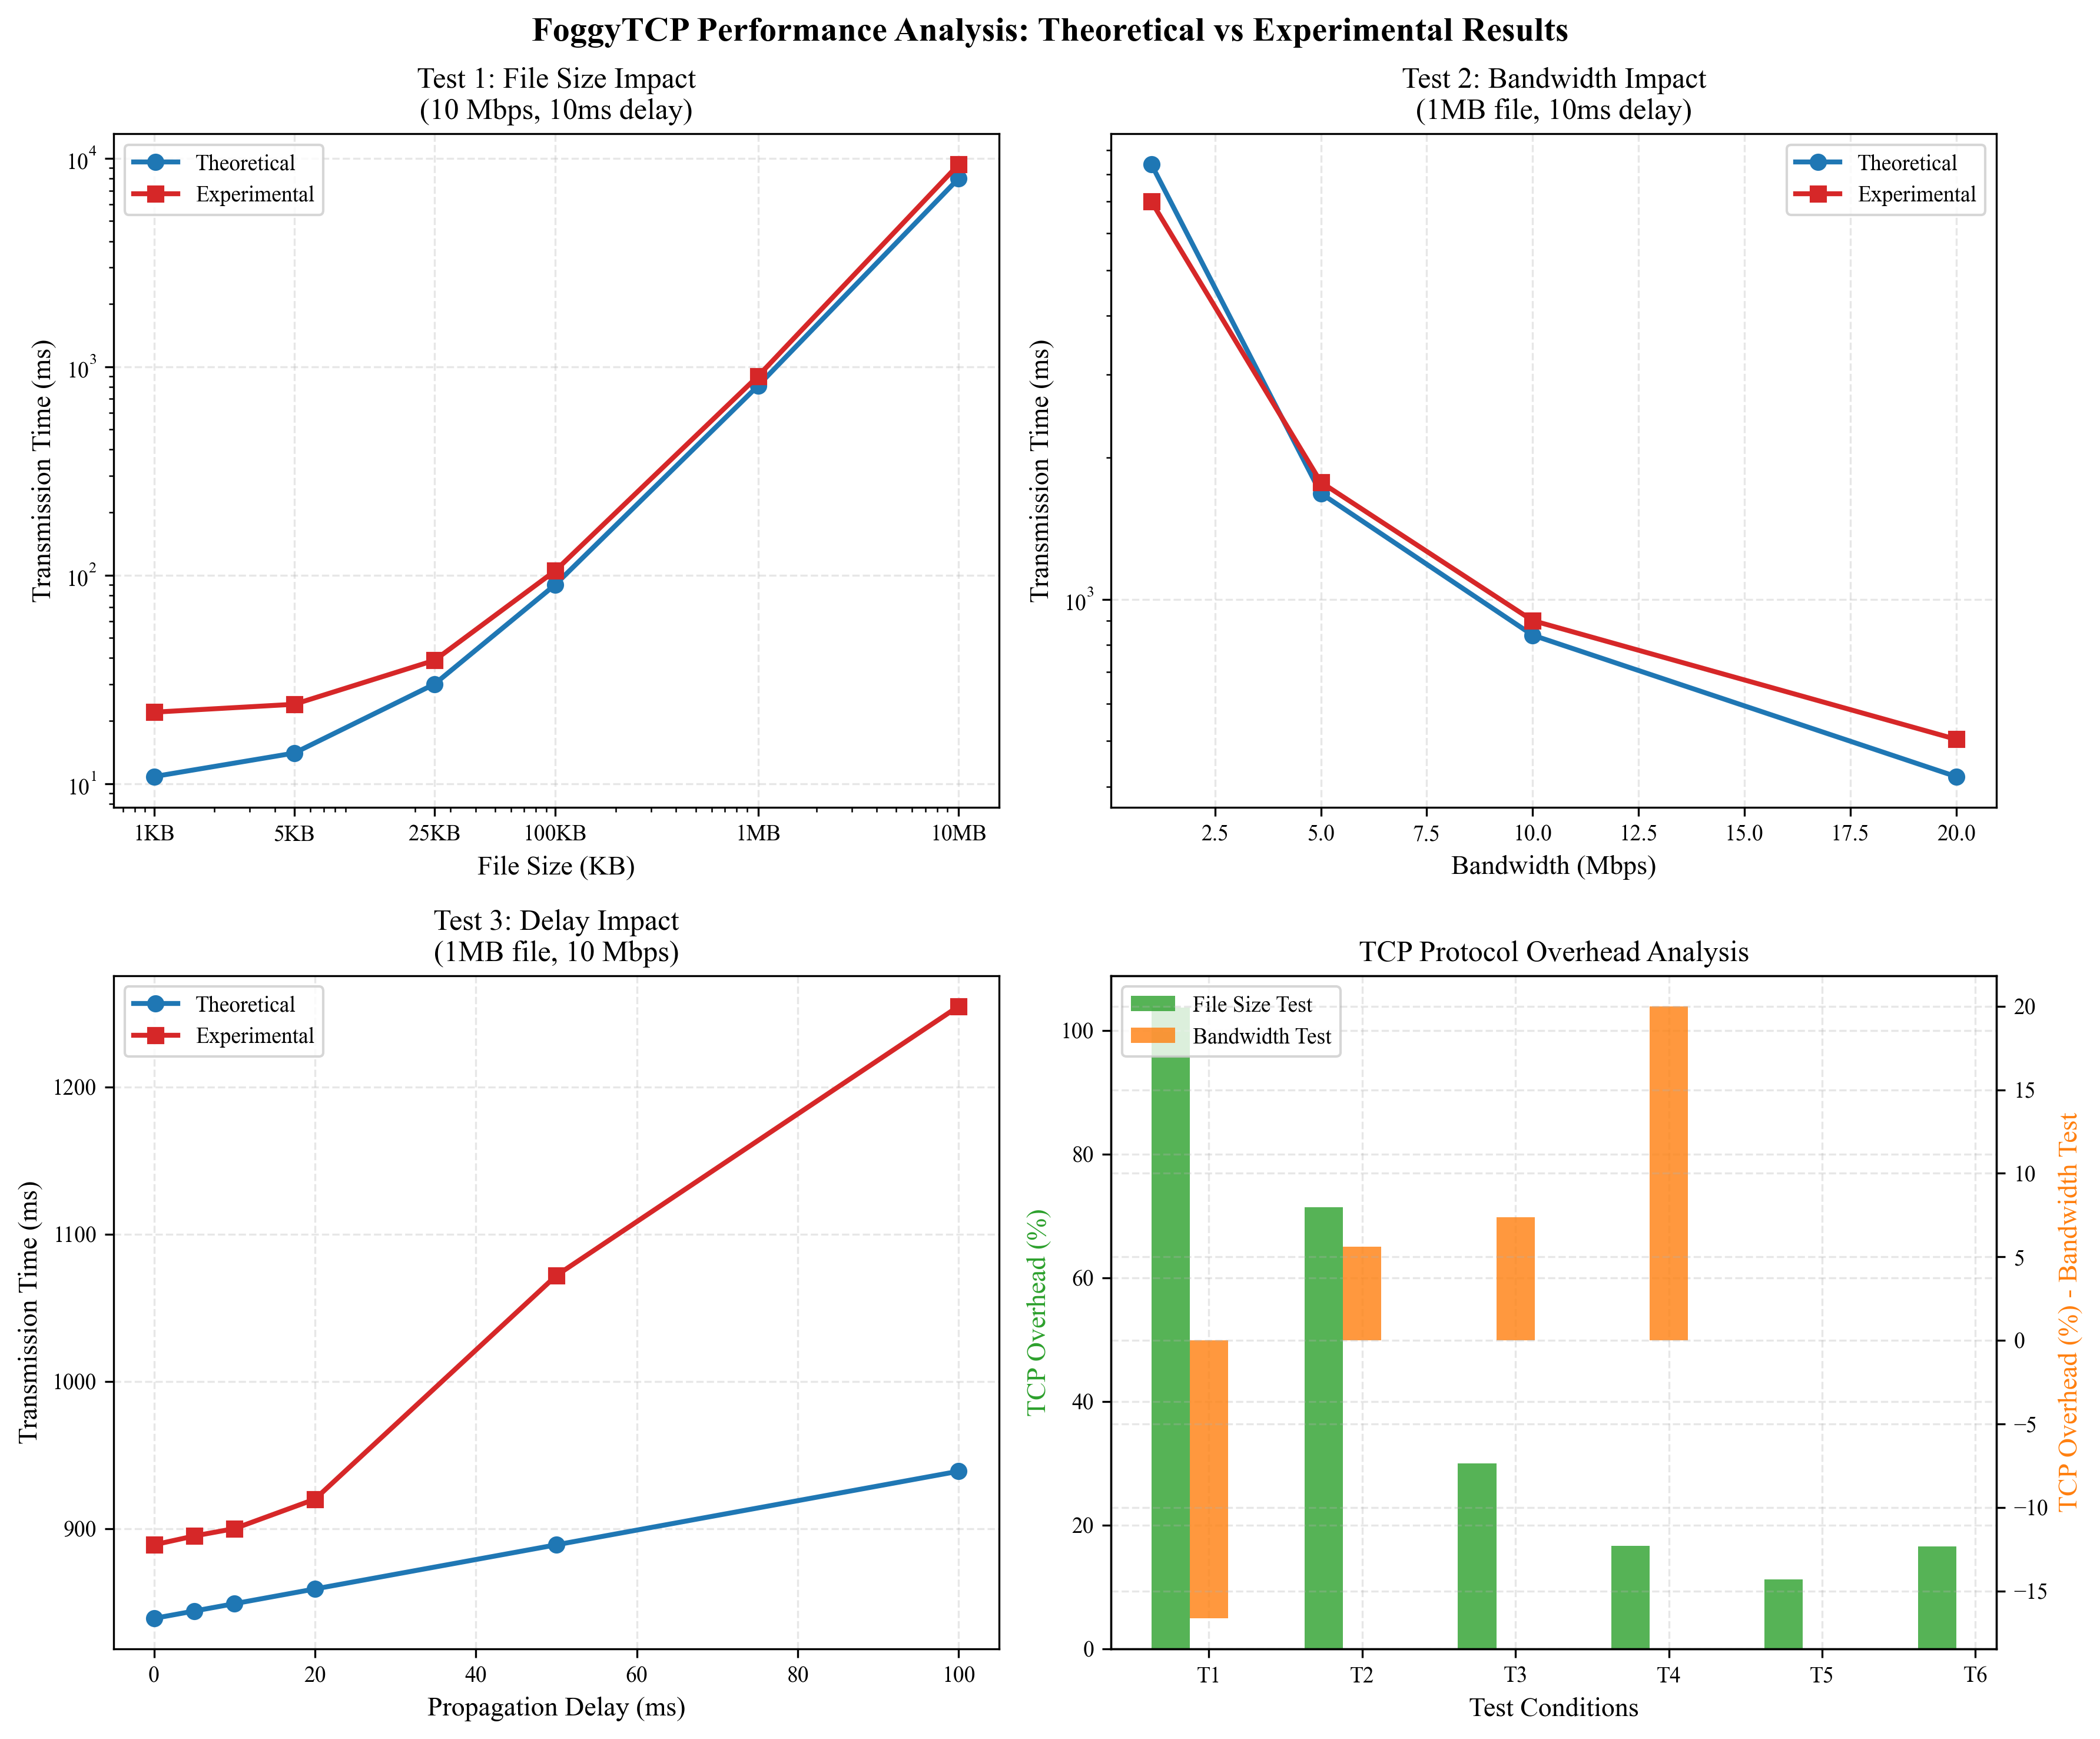 FoggyTCP Performance Analysis: Theoretical vs Experimental Results
Test 1: File Size Impact
(10 Mbps, 10ms delay)
Theoretical
Experimental
10^4
10^3
10^2
10^1
Transmission Time (ms)
1KB 5KB 25KB 100KB 1MB 10MB
File Size (KB)
Test 2: Bandwidth Impact
(1MB file, 10ms delay)
Theoretical
Experimental
10^3
Transmission Time (ms)
2.5 5.0 7.5 10.0 12.5 15.0 17.5 20.0
Bandwidth (Mbps)
Test 3: Delay Impact
(1MB file, 10 Mbps)
Theoretical
Experimental
1200
1100
1000
900
Transmission Time (ms)
0 20 40 60 80 100
Propagation Delay (ms)
TCP Protocol Overhead Analysis
File Size Test
Bandwidth Test
100
80
60
40
20
0
TCP Overhead (%)
20
15
10
5
0
−5
−10
−15
TCP Overhead (%) - Bandwidth Test
T1 T2 T3 T4 T5 T6
Test Conditions